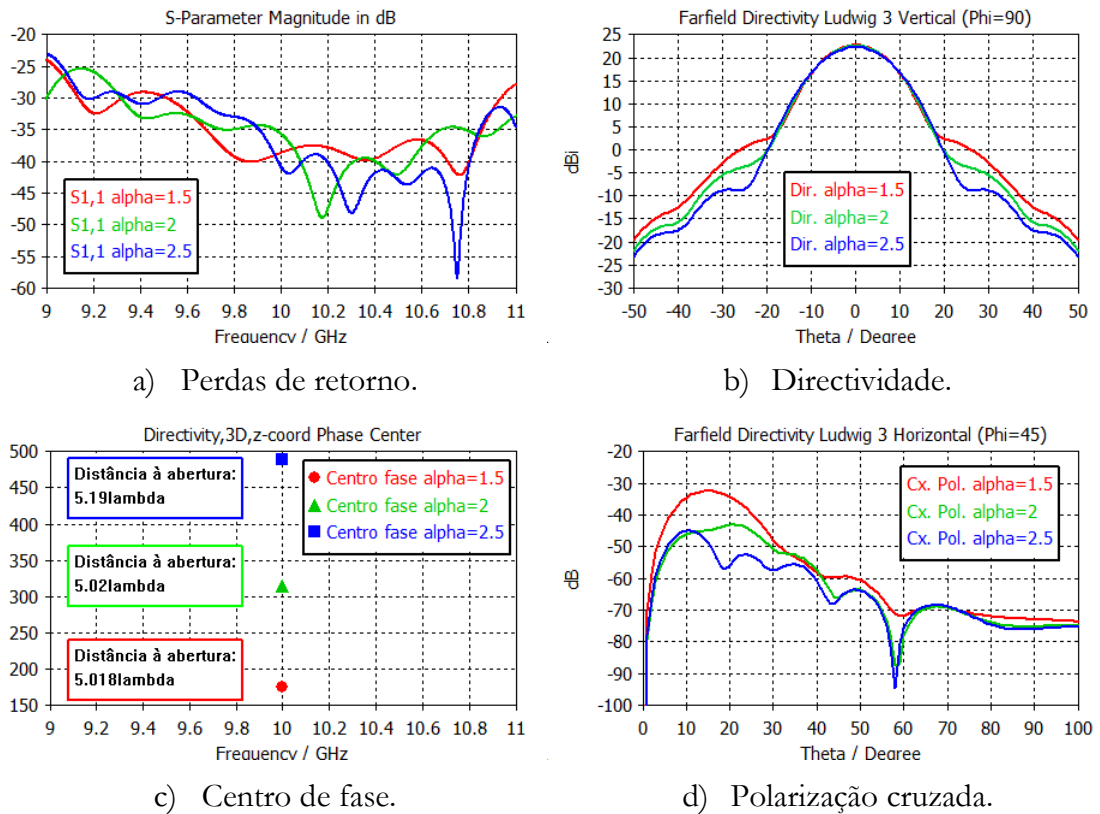 S-Parameter Magnitude in dB
-20
-25
-30
-35
-40
-45
-50
-55
-60
S1,1 alpha=1.5
S1,1 alpha=2
S1,1 alpha=2.5
9 9.2 9.4 9.6 9.8 10 10.2 10.4 10.6 10.8 11
Frequency / GHz
a) Perdas de retorno.
Farfield Directivity Ludwig 3 Vertical (Phi=90)
25
20
15
10
5
0
-5
-10
-15
-20
-25
-30
dBi
Dir. alpha=1.5
Dir. alpha=2
Dir. alpha=2.5
-50 -40 -30 -20 -10 0 10 20 30 40 50
Theta / Degree
b) Directividade.
Directivity,3D,z-coord Phase Center
500
450
400
350
300
250
200
150
Distância à abertura:
5.19lambda
Distância à abertura:
5.02lambda
Distância à abertura:
5.018lambda
Centro fase alpha=1.5
Centro fase alpha=2
Centro fase alpha=2.5
9 9.2 9.4 9.6 9.8 10 10.2 10.4 10.6 10.8 11
Frequency / GHz
c) Centro de fase.
Farfield Directivity Ludwig 3 Horizontal (Phi=45)
-20
-30
-40
-50
-60
-70
-80
-90
-100
dB
Cx. Pol. alpha=1.5
Cx. Pol. alpha=2
Cx. Pol. alpha=2.5
0 10 20 30 40 50 60 70 80 90 100
Theta / Degree
d) Polarização cruzada.